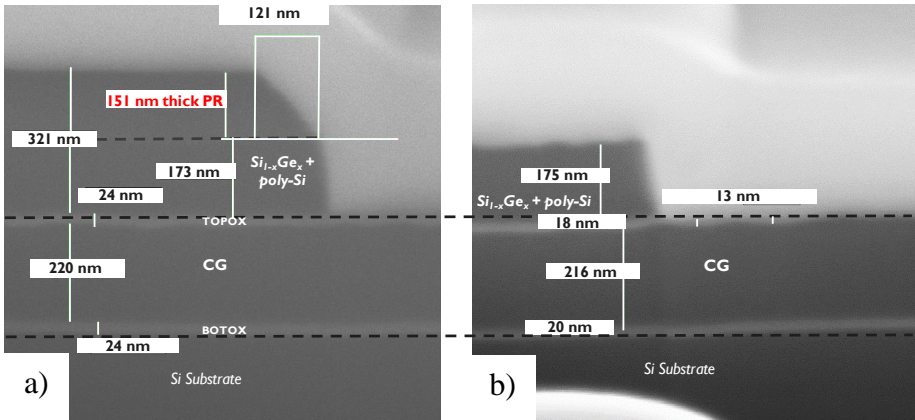 121 nm
151 nm thick PR
321 nm
Si1-xGex +
poly-Si
173 nm
24 nm
TOPOX
CG
220 nm
BOTOX
24 nm
Si Substrate
a)
175 nm
13 nm
Si1-xGex + poly-Si
18 nm
CG
216 nm
20 nm
Si Substrate
b)